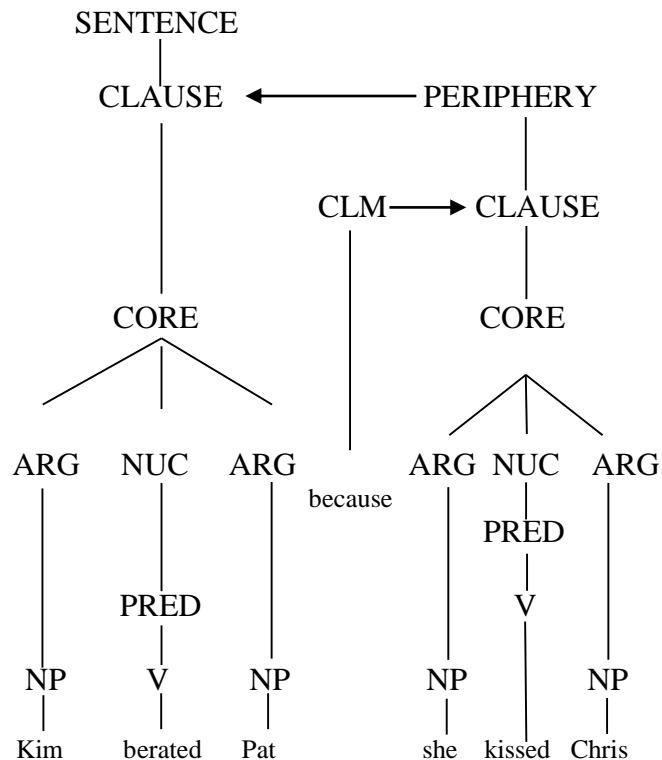 SENTENCE
CLAUSE PERIPHERY
CLM CLAUSE
CORE CORE
ARG NUC ARG ARG NUC ARG
because
PRED
PRED V
NP V NP NP NP
Kim berated Pat she kissed Chris